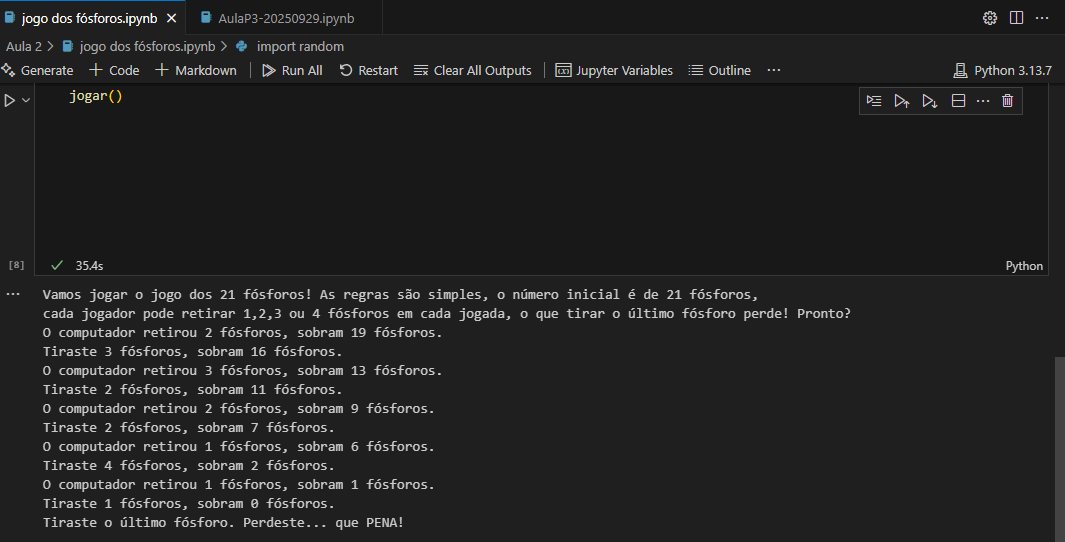 jogo dos fósforos.ipynb
AulaP3-20250929.ipynb
Aula 2 > jogo dos fósforos.ipynb > import random
Generate + Code + Markdown Run All Restart Clear All Outputs Jupyter Variables Outline ... Python 3.13.7
jogar()
[8] 35.4s Python
Vamos jogar o jogo dos 21 fósforos! As regras são simples, o número inicial é de 21 fósforos,
cada jogador pode retirar 1,2,3 ou 4 fósforos em cada jogada, o que tirar o último fósforo perde! Pronto?
O computador retirou 2 fósforos, sobram 19 fósforos.
Tiraste 3 fósforos, sobram 16 fósforos.
O computador retirou 3 fósforos, sobram 13 fósforos.
Tiraste 2 fósforos, sobram 11 fósforos.
O computador retirou 2 fósforos, sobram 9 fósforos.
Tiraste 2 fósforos, sobram 7 fósforos.
O computador retirou 1 fósforos, sobram 6 fósforos.
Tiraste 4 fósforos, sobram 2 fósforos.
O computador retirou 1 fósforos, sobram 1 fósforos.
Tiraste 1 fósforos, sobram 0 fósforos.
Tiraste o último fósforo. Perdeste... que PENA!